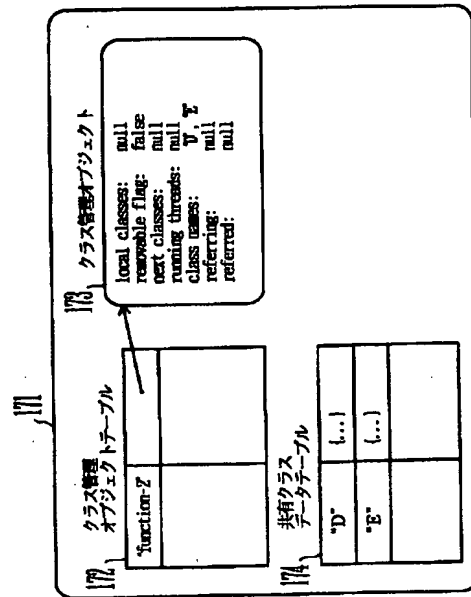 171
172
クラス管理
オブジェクトテーブル
"function-Z"
173
クラス管理オブジェクト
local classes: null
removable flag: false
next classes: null
running threads: null
class names: "D", "E"
referring: null
referred: null
174
共有クラス
データテーブル
"D" {...}
"E" {...}